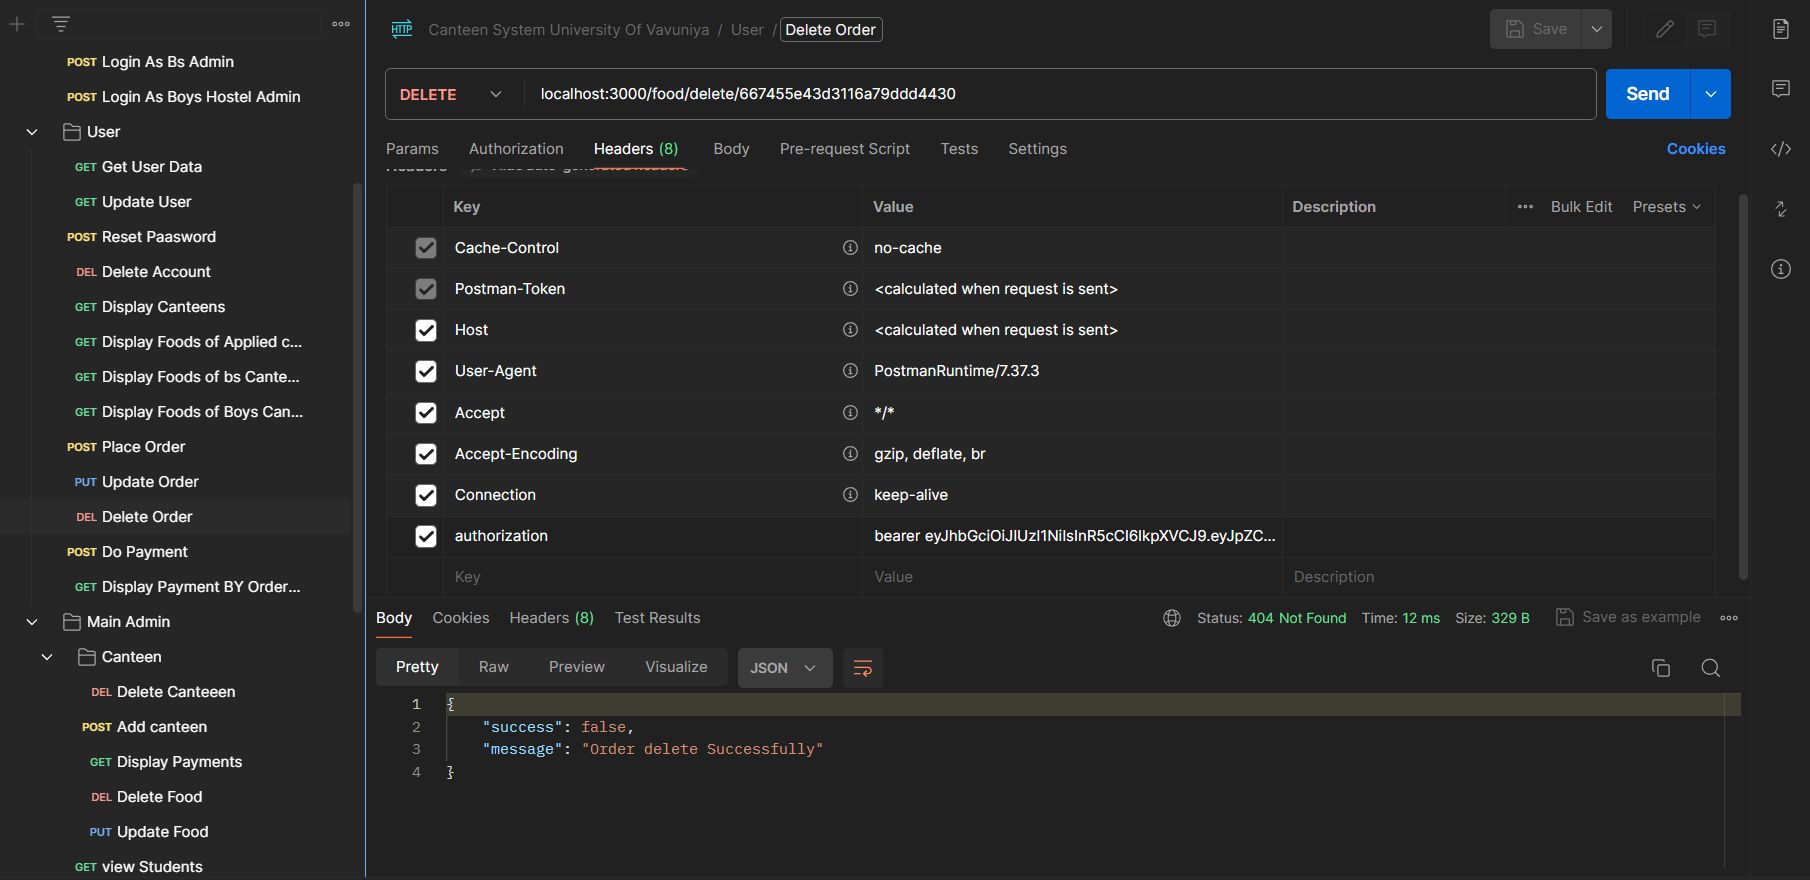 POST Login As Bs Admin
POST Login As Boys Hostel Admin
User
GET Get User Data
GET Update User
POST Reset Paasword
DEL Delete Account
GET Display Canteens
GET Display Foods of Applied c...
GET Display Foods of bs Cante...
GET Display Foods of Boys Can...
POST Place Order
PUT Update Order
DEL Delete Order
POST Do Payment
GET Display Payment BY Order...
Main Admin
Canteen
DEL Delete Canteeen
POST Add canteen
GET Display Payments
DEL Delete Food
PUT Update Food
GET view Students
HTTP Canteen System University Of Vavuniya / User / Delete Order
Save
DELETE localhost:3000/food/delete/667455e43d3116a79ddd4430
Send
Params Authorization Headers (8) Body Pre-request Script Tests Settings Cookies
Key Value Description Bulk Edit Presets
Cache-Control no-cache
Postman-Token <calculated when request is sent>
Host <calculated when request is sent>
User-Agent PostmanRuntime/7.37.3
Accept */*
Accept-Encoding gzip, deflate, br
Connection keep-alive
authorization bearer eyJhbGciOiJIUzI1NiIsInR5cCI6IkpXVCJ9.eyJpZC...
Key Value Description
Body Cookies Headers (8) Test Results Status: 404 Not Found Time: 12 ms Size: 329 B Save as example
Pretty Raw Preview Visualize JSON
1 {
2 "success": false,
3 "message": "Order delete Successfully"
4 }